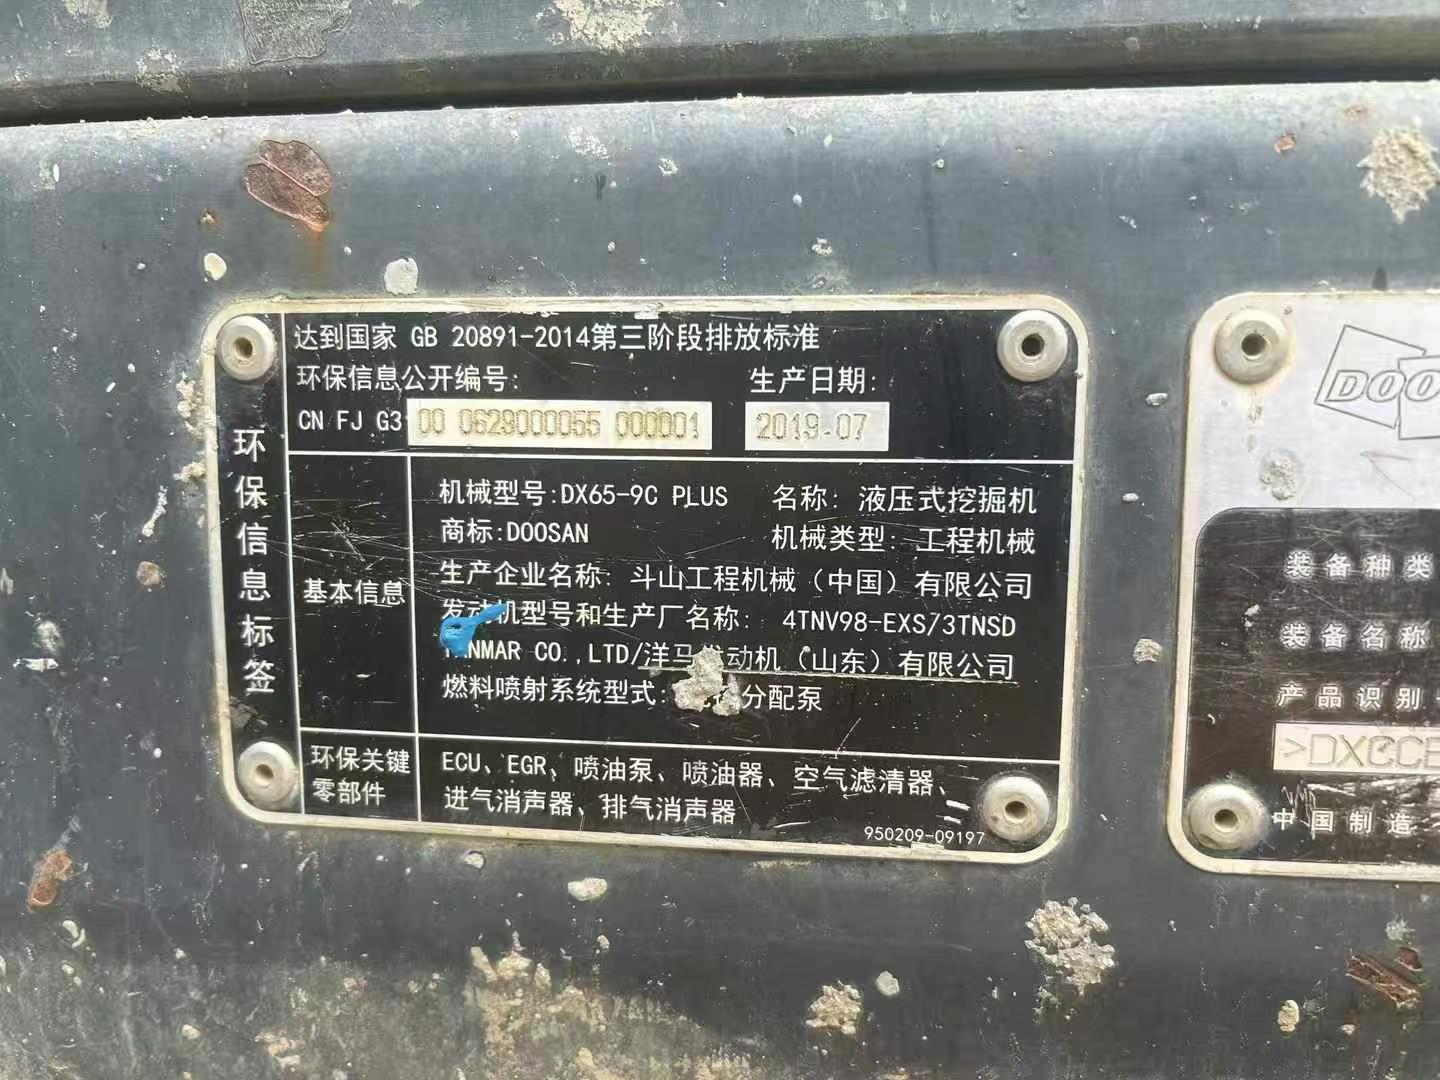 达到国家 GB 20891-2014第三阶段排放标准
环保信息公开编号: 生产日期:
CN FJ G3 00 0629000055 000001 2019.07
环保信息标签
基本信息
机械型号:DX65-9C PLUS 名称: 液压式挖掘机
商标:DOOSAN 机械类型: 工程机械
生产企业名称: 斗山工程机械（中国）有限公司
发动机型号和生产厂名称: 4TNV98-EXS/3TNSD
CO.,LTD/洋马发动机（山东）有限公司
燃料喷射系统型式: 分配泵
环保关键
零部件
ECU、EGR、喷油泵、喷油器、空气滤清器、
进气消声器、排气消声器
950209-09197
装备种类
装备名称
产品识别
中国制造